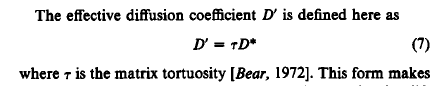 The effective diffusion coefficient D′ is defined here as
D′ = τD* (7)
where τ is the matrix tortuosity [Bear, 1972]. This form makes